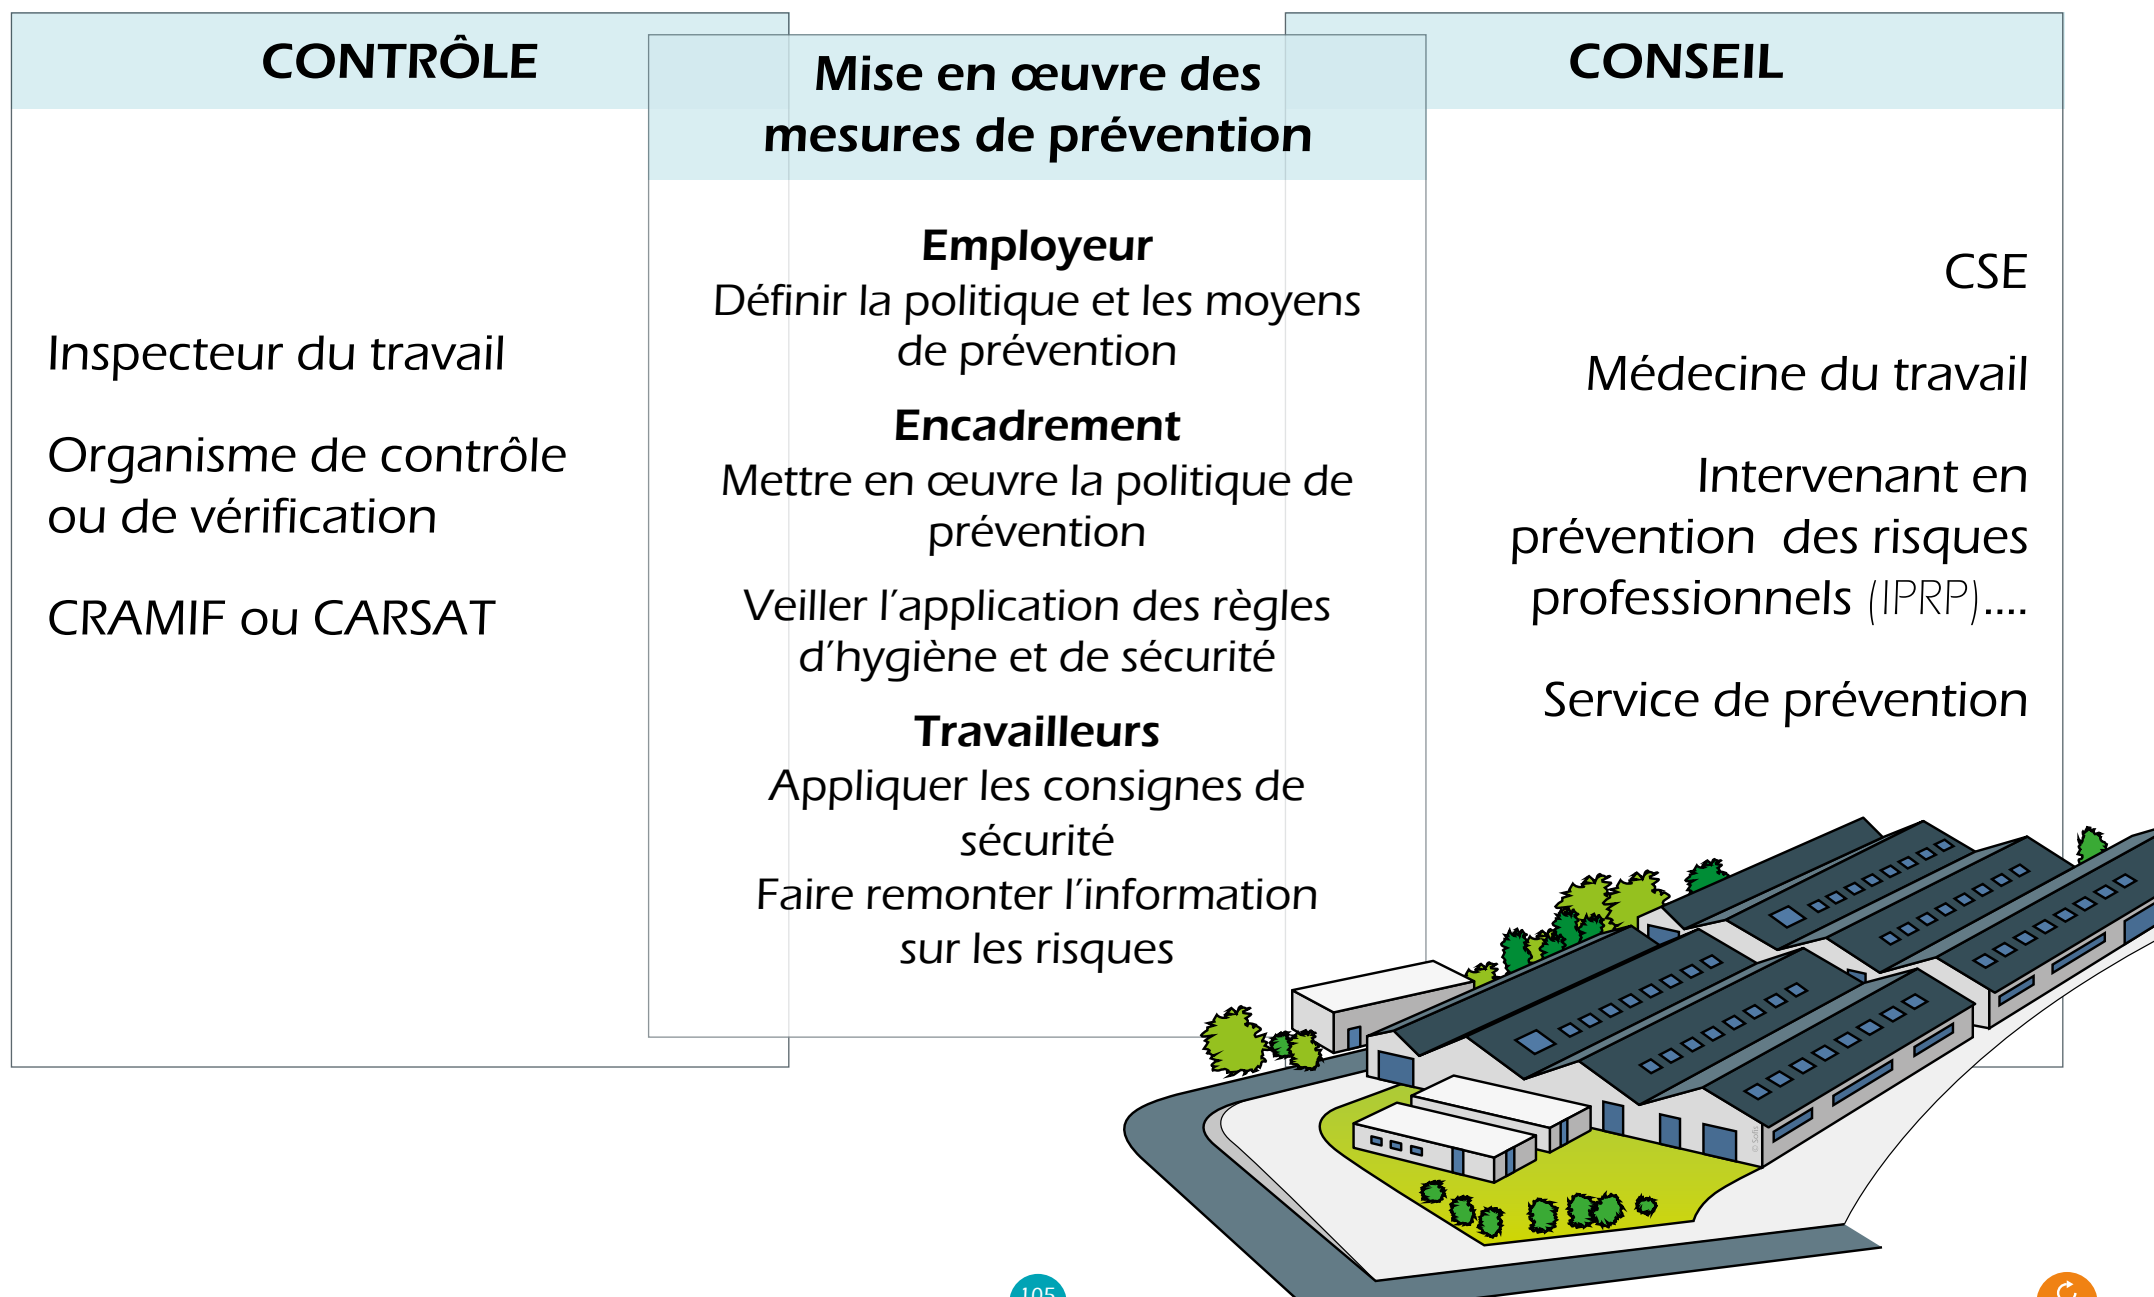 CONTRÔLE
Inspecteur du travail
Organisme de contrôle
ou de vérification
CRAMIF ou CARSAT
Mise en œuvre des
mesures de prévention
Employeur
Définir la politique et les moyens
de prévention
Encadrement
Mettre en œuvre la politique de
prévention
Veiller l’application des règles
d’hygiène et de sécurité
Travailleurs
Appliquer les consignes de
sécurité
Faire remonter l’information
sur les risques
CONSEIL
CSE
Médecine du travail
Intervenant en
prévention  des risques
professionnels (IPRP)....
Service de prévention
© Sofis
105